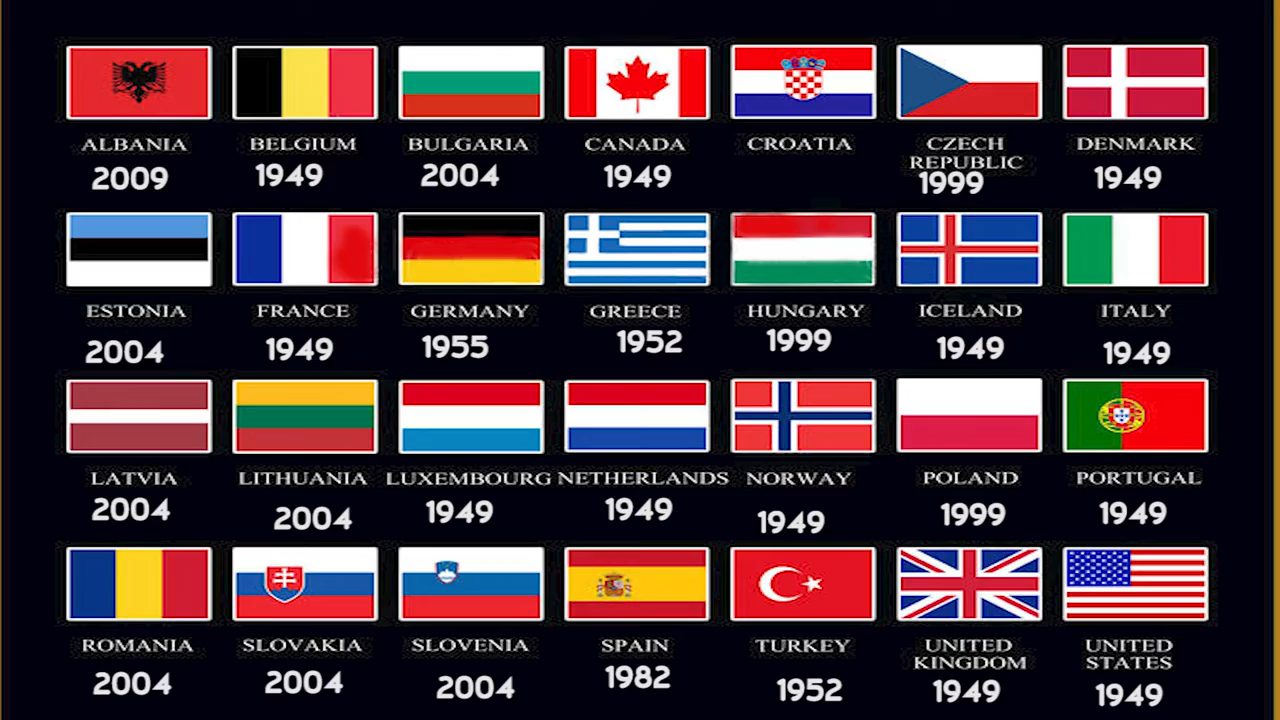 ALBANIA BELGIUM BULGARIA CANADA CROATIA CZECH REPUBLIC DENMARK
2009 1949 2004 1949 1999 1949
ESTONIA FRANCE GERMANY GREECE HUNGARY ICELAND ITALY
2004 1949 1955 1952 1999 1949 1949
LATVIA LITHUANIA LUXEMBOURG NETHERLANDS NORWAY POLAND PORTUGAL
2004 2004 1949 1949 1949 1999 1949
ROMANIA SLOVAKIA SLOVENIA SPAIN TURKEY UNITED KINGDOM UNITED STATES
2004 2004 2004 1982 1952 1949 1949